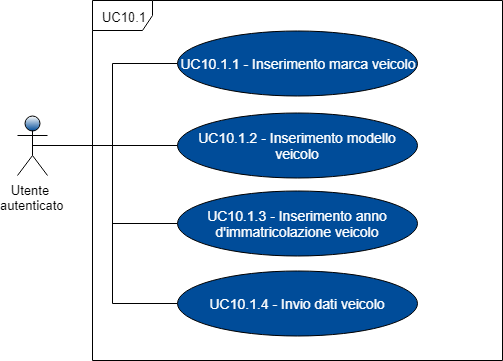 UC10.1
UC10.1.1 - Inserimento marca veicolo
UC10.1.2 - Inserimento modello
veicolo
UC10.1.3 - Inserimento anno
d'immatricolazione veicolo
UC10.1.4 - Invio dati veicolo
Utente
autenticato